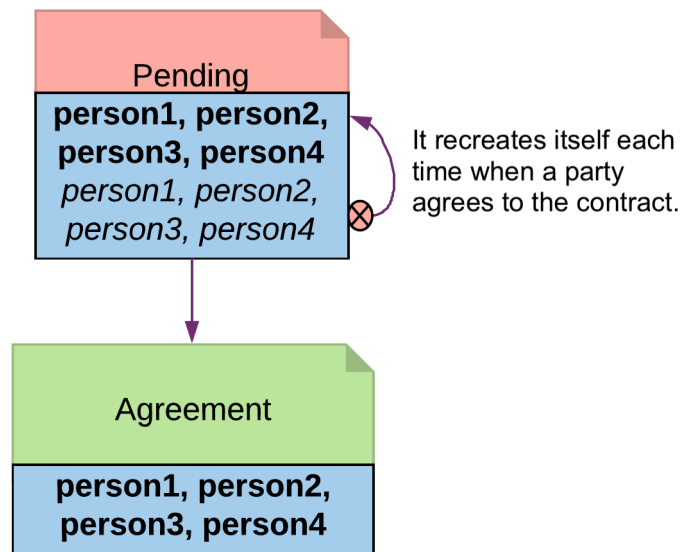 Pending
person1, person2,
person3, person4
person1, person2,
person3, person4
It recreates itself each
time when a party
agrees to the contract.
Agreement
person1, person2,
person3, person4